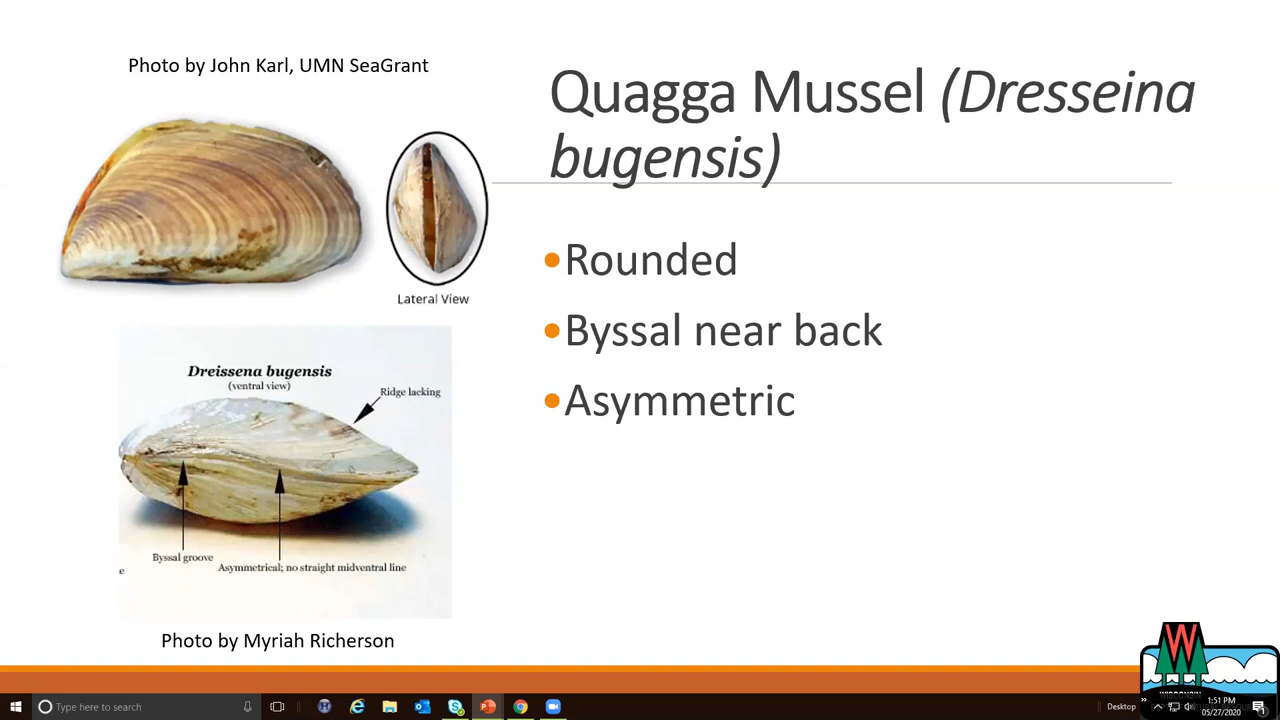 Photo by John Karl, UMN SeaGrant
Quagga Mussel (Dresseina
bugensis)
Lateral View
•Rounded
•Byssal near back
•Asymmetric
Dreissena bugensis
(ventral view)
Ridge lacking
Byssal groove
Asymmetrical; no straight midventral line
e
Photo by Myriah Richerson
W
WISCONSIN
Type here to search
Desktop
1:51 PM
05/27/2020
1